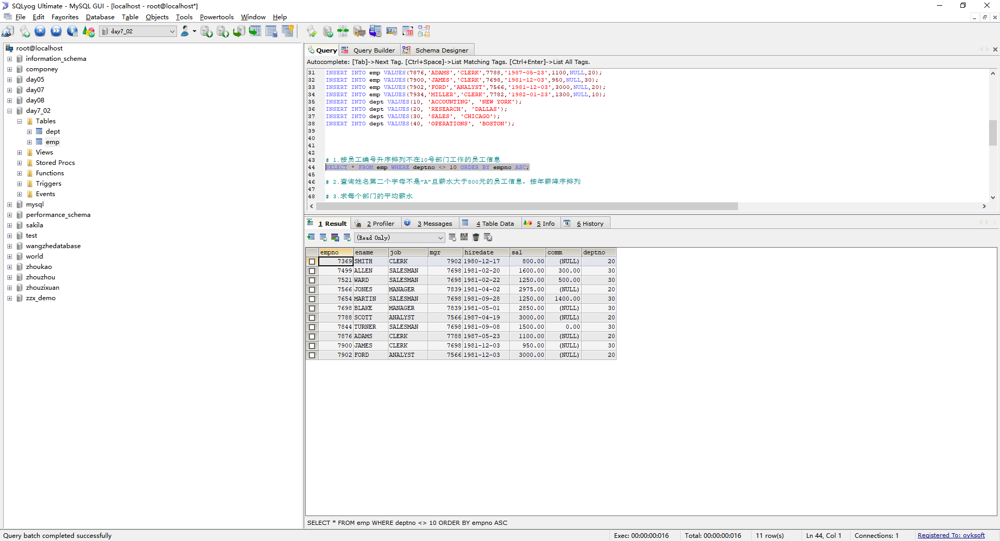 SQLyog Ultimate - MySQL GUI - [localhost - root@localhost*]
File Edit Favorites Database Table Objects Tools Powertools Window Help
day7_02
root@localhost
information_schema
componey
day05
day07
day08
day7_02
Tables
dept
emp
Views
Stored Procs
Functions
Triggers
Events
mysql
performance_schema
sakila
test
wangzhedatabase
world
zhoukao
zhouzhou
zhouzixuan
zzx_demo
Query Query Builder Schema Designer
Autocomplete: [Tab]->Next Tag. [Ctrl+Space]->List Matching Tags. [Ctrl+Enter]->List All Tags.
31 INSERT INTO emp VALUES(7876,'ADAMS','CLERK',7788,'1987-05-23',1100,NULL,20);
32 INSERT INTO emp VALUES(7900,'JAMES','CLERK',7698,'1981-12-03',950,NULL,30);
33 INSERT INTO emp VALUES(7902,'FORD','ANALYST',7566,'1981-12-03',3000,NULL,20);
34 INSERT INTO emp VALUES(7934,'MILLER','CLERK',7782,'1982-01-23',1300,NULL,10);
35 INSERT INTO dept VALUES(10, 'ACCOUNTING', 'NEW YORK');
36 INSERT INTO dept VALUES(20, 'RESEARCH', 'DALLAS');
37 INSERT INTO dept VALUES(30, 'SALES', 'CHICAGO');
38 INSERT INTO dept VALUES(40, 'OPERATIONS', 'BOSTON');
39
40
41
42
43 # 1.按员工编号升序排列不在10号部门工作的员工信息
44 SELECT * FROM emp WHERE deptno <> 10 ORDER BY empno ASC;
45
46 # 2.查询姓名第二个字母不是"A"且薪水大于800元的员工信息, 按年薪降序排列
47
48 # 3.求每个部门的平均薪水
1 Result 2 Profiler 3 Messages 4 Table Data 5 Info 6 History
(Read Only)
empno ename job mgr hiredate sal comm deptno
7369 SMITH CLERK 7902 1980-12-17 800.00 (NULL) 20
7499 ALLEN SALESMAN 7698 1981-02-20 1600.00 300.00 30
7521 WARD SALESMAN 7698 1981-02-22 1250.00 500.00 30
7566 JONES MANAGER 7839 1981-04-02 2975.00 (NULL) 20
7654 MARTIN SALESMAN 7698 1981-09-28 1250.00 1400.00 30
7698 BLAKE MANAGER 7839 1981-05-01 2850.00 (NULL) 30
7788 SCOTT ANALYST 7566 1987-04-19 3000.00 (NULL) 20
7844 TURNER SALESMAN 7698 1981-09-08 1500.00 0.00 30
7876 ADAMS CLERK 7788 1987-05-23 1100.00 (NULL) 20
7900 JAMES CLERK 7698 1981-12-03 950.00 (NULL) 30
7902 FORD ANALYST 7566 1981-12-03 3000.00 (NULL) 20
SELECT * FROM emp WHERE deptno <> 10 ORDER BY empno ASC
Query batch completed successfully Exec: 00:00:00:016 Total: 00:00:00:016 11 row(s) Ln 44, Col 1 Connections: 1 Registered To: oyksoft